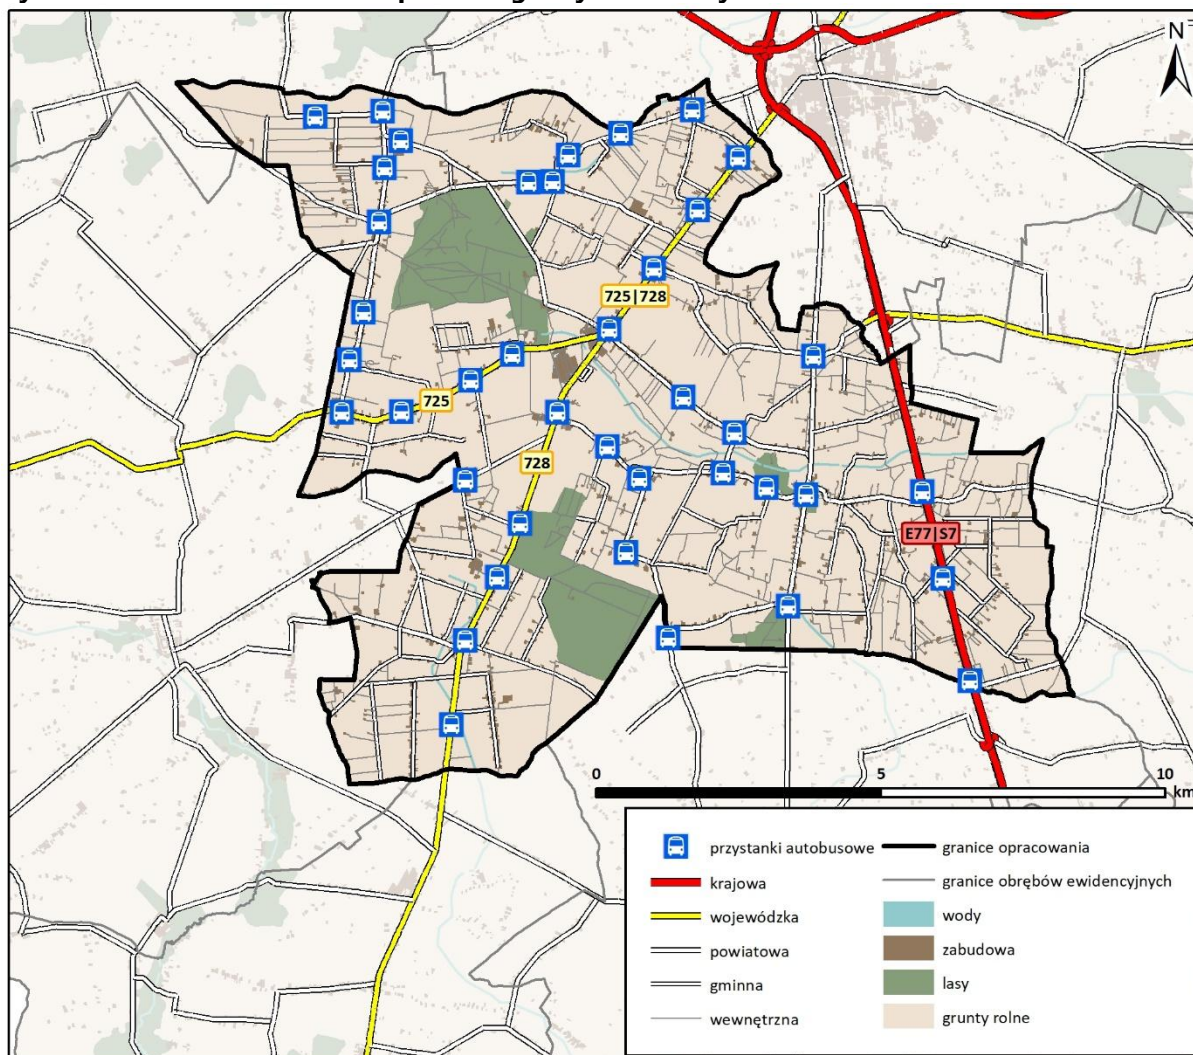 N
725|728
725
728
E77|S7
0 5 10
km
przystanki autobusowe granice opracowania
krajowa granice obrębów ewidencyjnych
wojewódzka wody
powiatowa zabudowa
gminna lasy
wewnętrzna grunty rolne